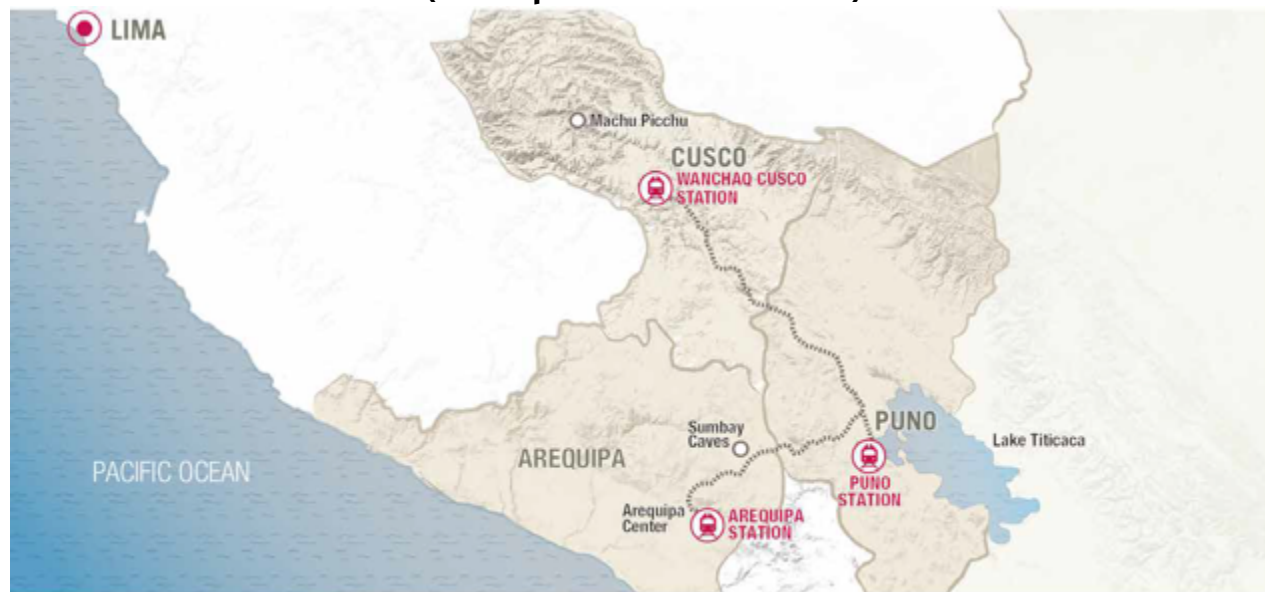 LIMA
Machu Picchu
CUSCO
WANCHAQ CUSCO
STATION
PUNO
Lake Titicaca
Sumbay
Caves
AREQUIPA
PACIFIC OCEAN
PUNO
STATION
Arequipa
Center
AREQUIPA
STATION